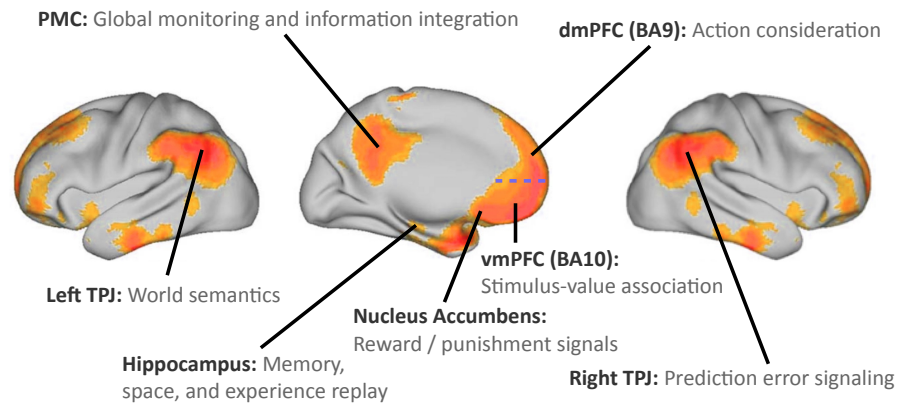 PMC: Global monitoring and information integration
dmPFC (BA9): Action consideration
vmPFC (BA10):
Stimulus-value association
Left TPJ: World semantics
Nucleus Accumbens:
Reward / punishment signals
Hippocampus: Memory,
space, and experience replay
Right TPJ: Prediction error signaling